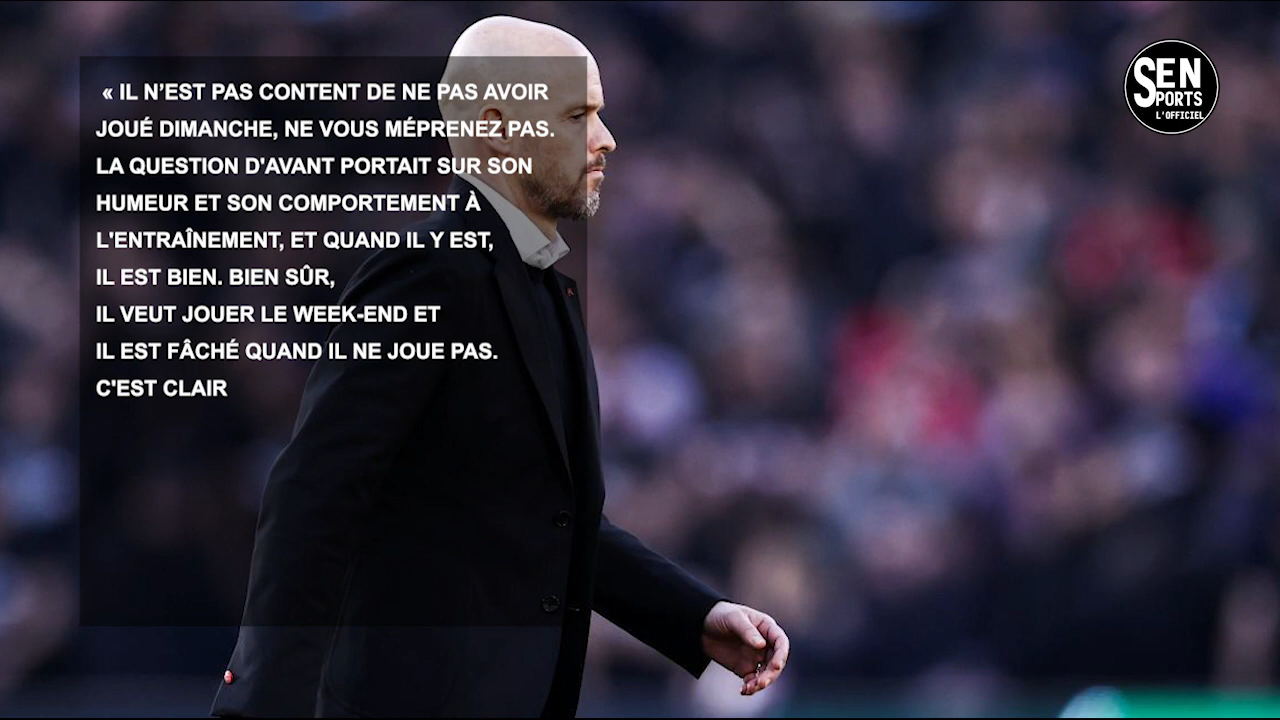 « IL N’EST PAS CONTENT DE NE PAS AVOIR
JOUÉ DIMANCHE, NE VOUS MÉPRENEZ PAS.
LA QUESTION D'AVANT PORTAIT SUR SON
HUMEUR ET SON COMPORTEMENT À
L'ENTRAÎNEMENT, ET QUAND IL Y EST,
IL EST BIEN. BIEN SÛR,
IL VEUT JOUER LE WEEK-END ET
IL EST FÂCHÉ QUAND IL NE JOUE PAS.
C'EST CLAIR
SEN
SPORTS
L'OFFICIEL